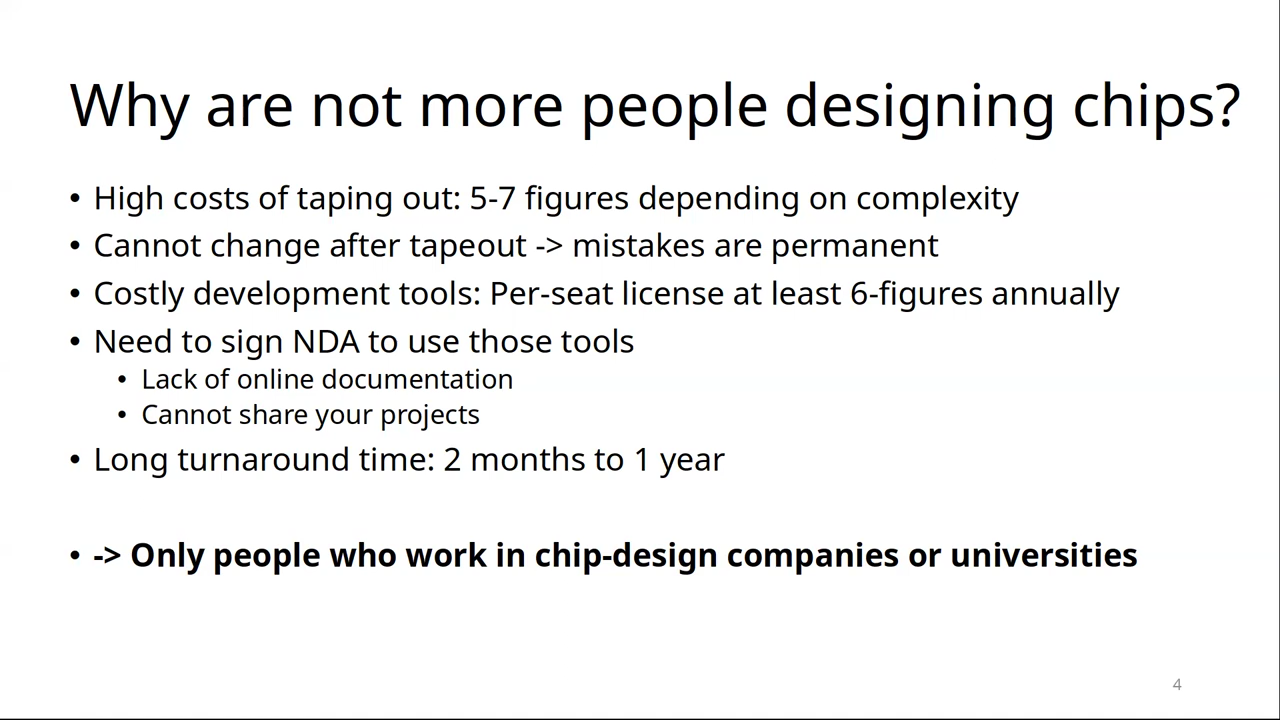 Why are not more people designing chips?
• High costs of taping out: 5-7 figures depending on complexity
• Cannot change after tapeout -> mistakes are permanent
• Costly development tools: Per-seat license at least 6-figures annually
• Need to sign NDA to use those tools
• Lack of online documentation
• Cannot share your projects
• Long turnaround time: 2 months to 1 year
• -> Only people who work in chip-design companies or universities
4